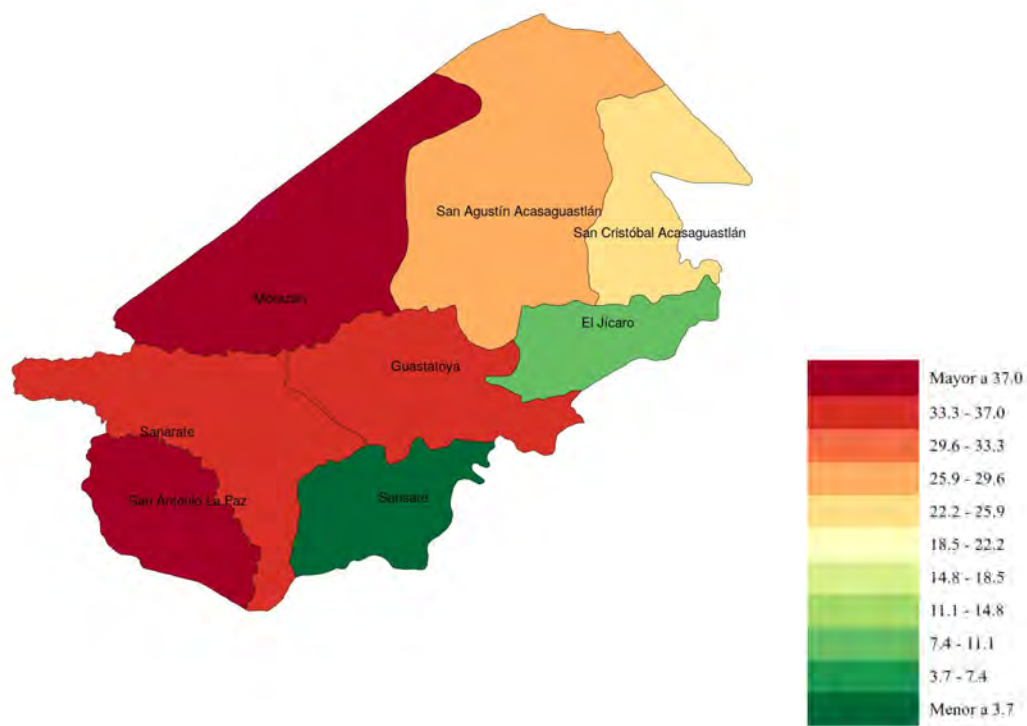 San Agustín Acasaguastlán
San Cristóbal Acasaguastlán
Morazán
El Jícaro
Guastatoya
Sanarate
San Antonio La Paz
Sansare
Mayor a 37.0
33.3 - 37.0
29.6 - 33.3
25.9 - 29.6
22.2 - 25.9
18.5 - 22.2
14.8 - 18.5
11.1 - 14.8
7.4 - 11.1
3.7 - 7.4
Menor a 3.7